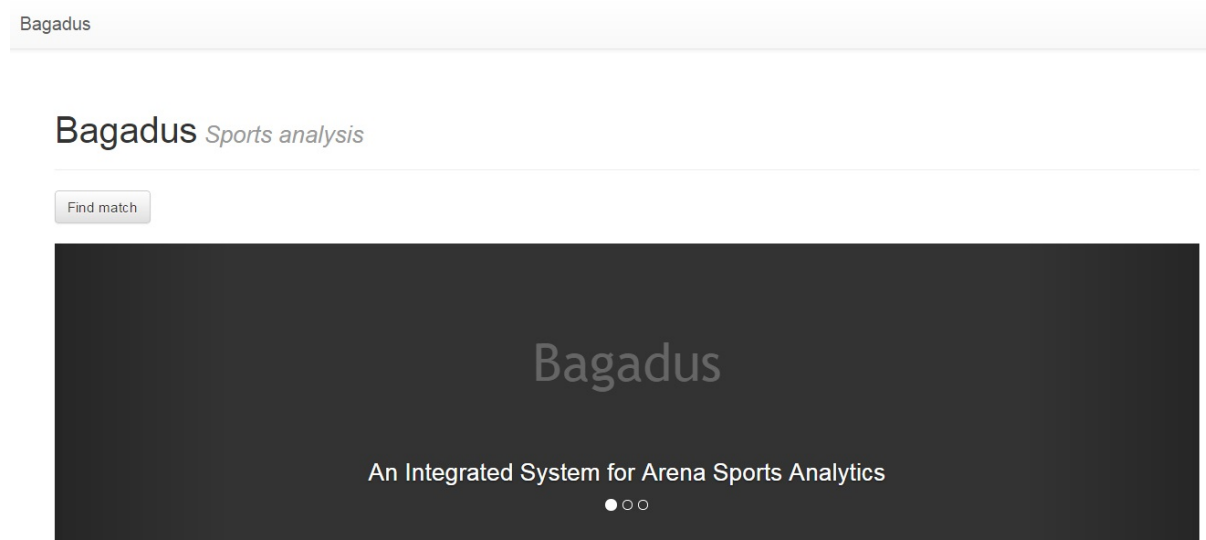 Bagadus
Bagadus Sports analysis
Find match
Bagadus
An Integrated System for Arena Sports Analytics